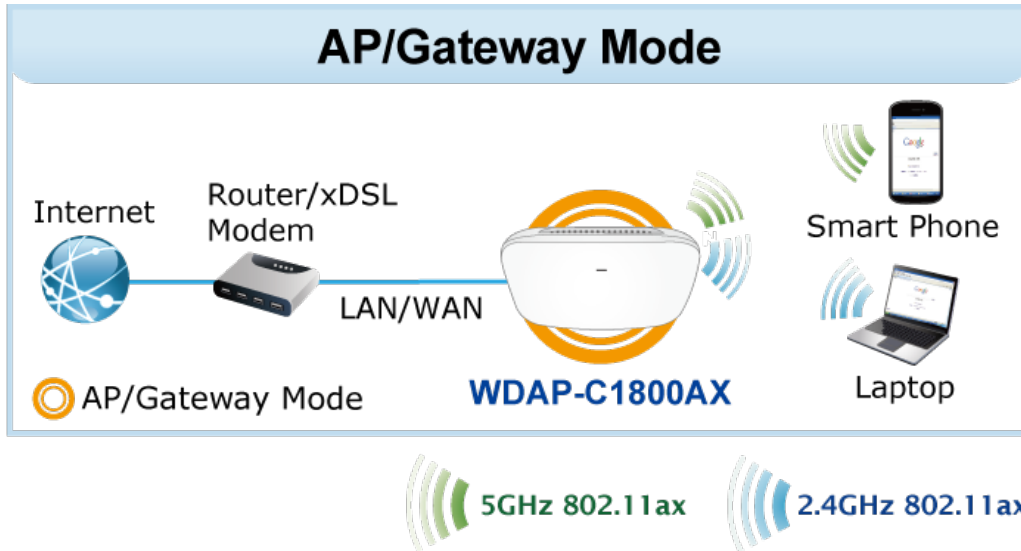 AP/Gateway Mode
Internet
Router/xDSL
Modem
LAN/WAN
Smart Phone
AP/Gateway Mode
WDAP-C1800AX
Laptop
5GHz 802.11ax
2.4GHz 802.11ax
Google